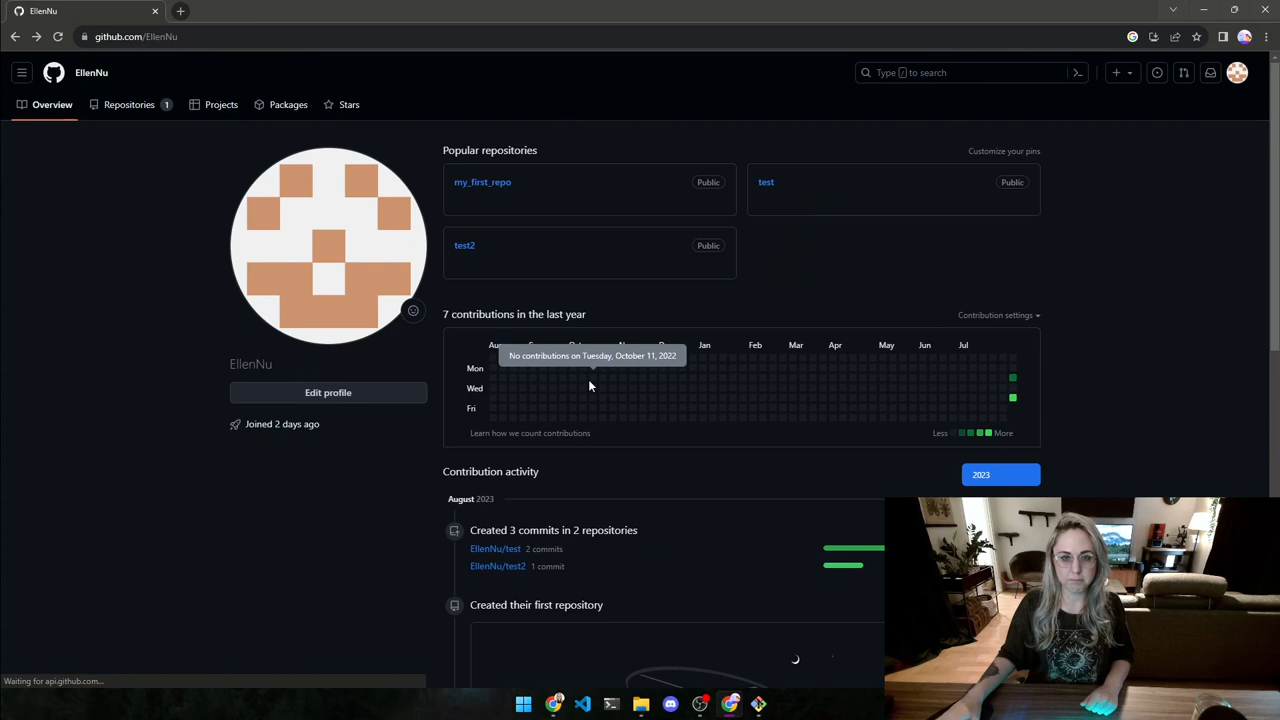 EllenNu
github.com/EllenNu
EllenNu
Type / to search
Overview
Repositories 1
Projects
Packages
Stars
Popular repositories
Customize your pins
my_first_repo
Public
test
Public
test2
Public
7 contributions in the last year
Contribution settings
No contributions on Tuesday, October 11, 2022
Jan Feb Mar Apr May Jun Jul
Mon
Wed
Fri
Learn how we count contributions
Less
More
EllenNu
Edit profile
Joined 2 days ago
Contribution activity
2023
August 2023
Created 3 commits in 2 repositories
EllenNu/test 2 commits
EllenNu/test2 1 commit
Created their first repository
Waiting for api.github.com...